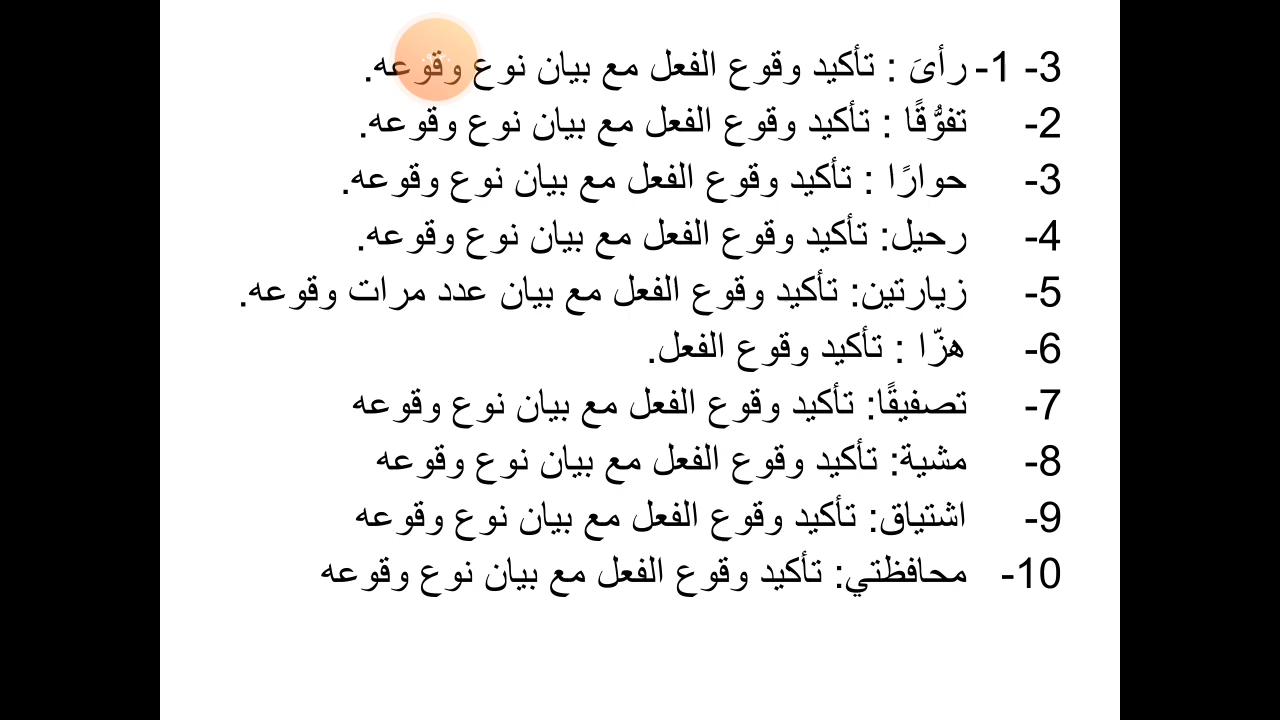 3- 1- رأىَ : تأكيد وقوع الفعل مع بيان نوع وقوعه.
2- تفوُّقًا : تأكيد وقوع الفعل مع بيان نوع وقوعه.
3- حوارًا : تأكيد وقوع الفعل مع بيان نوع وقوعه.
4- رحيل: تأكيد وقوع الفعل مع بيان نوع وقوعه.
5- زيارتين: تأكيد وقوع الفعل مع بيان عدد مرات وقوعه.
6- هزّا : تأكيد وقوع الفعل.
7- تصفيقًا: تأكيد وقوع الفعل مع بيان نوع وقوعه
8- مشية: تأكيد وقوع الفعل مع بيان نوع وقوعه
9- اشتياق: تأكيد وقوع الفعل مع بيان نوع وقوعه
10- محافظتي: تأكيد وقوع الفعل مع بيان نوع وقوعه